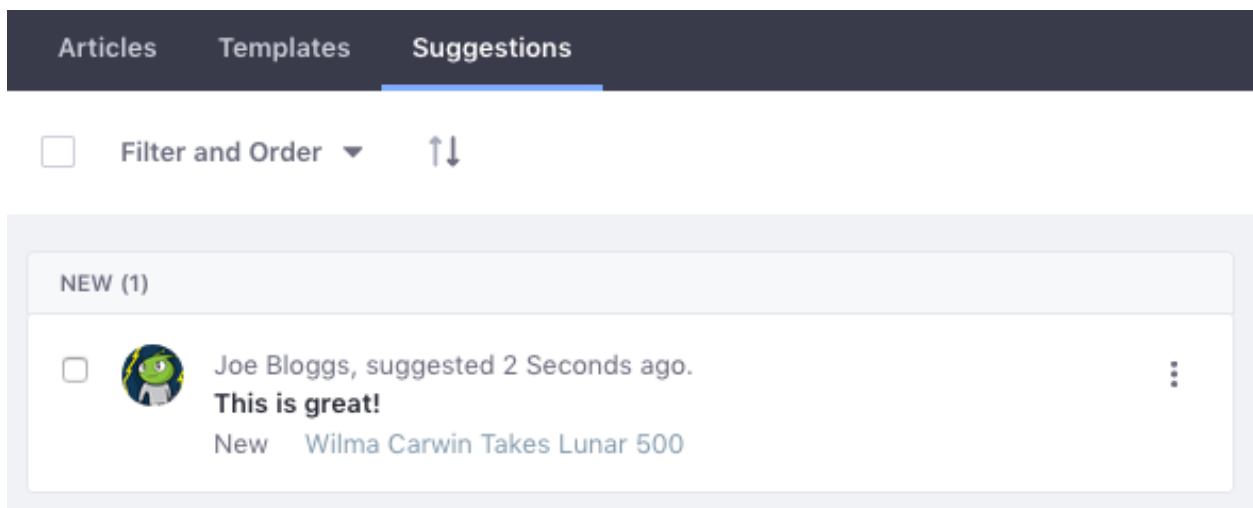 Articles Templates Suggestions
Filter and Order
NEW (1)
Joe Bloggs, suggested 2 Seconds ago.
This is great!
New Wilma Carwin Takes Lunar 500